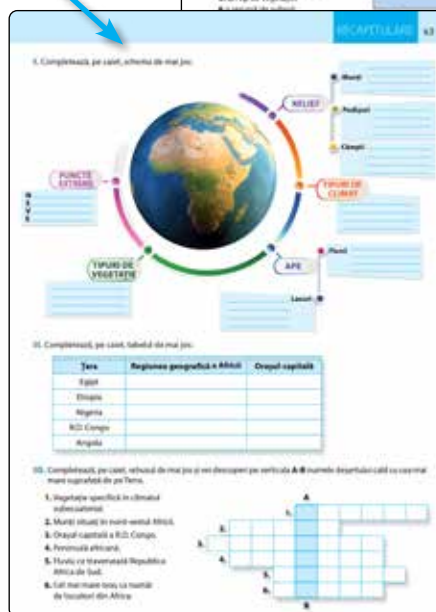 RECAPITULARE
I. Completează, pe caiet, schema de mai jos:
RELIEF
Munți
Podișuri
Câmpii
PUNCTE
EXTREME
N
S
V
E
TIPURI DE
CLIMAT
TIPURI DE
VEGETAȚIE
APE
Fluvii
Lacuri
II. Completează, pe caiet, tabelul de mai jos:
Țara
Regiunea geografică a Africii
Orașul capitală
Egipt
Etiopia
Nigeria
R.D. Congo
Angola
III. Completează, pe caiet, rebusul de mai jos și vei descoperi pe verticala A-B numele deșertului cald cu cea mai
mare suprafață de pe Terra.
1. Vegetație specifică în climatul
subecuatorial.
2. Munți situați în nord-vestul Africii.
3. Orașul capitală a R.D. Congo.
4. Peninsulă africană.
5. Fluviu ce traversează Republica
Africa de Sud.
6. Cel mai mare oraș ca număr
de locuitori din Africa.
A
1.
2.
3.
4.
5.
6.
B